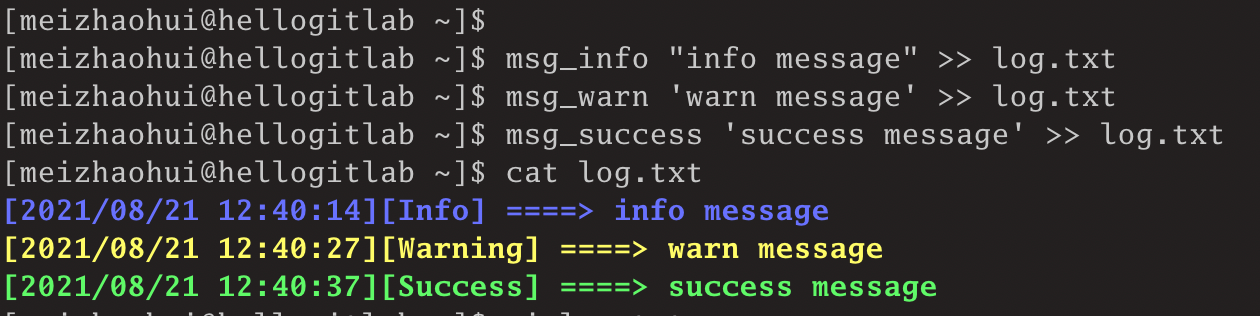 [meizhaohui@hellogitlab ~]$
[meizhaohui@hellogitlab ~]$ msg_info "info message" >> log.txt
[meizhaohui@hellogitlab ~]$ msg_warn 'warn message' >> log.txt
[meizhaohui@hellogitlab ~]$ msg_success 'success message' >> log.txt
[meizhaohui@hellogitlab ~]$ cat log.txt
[2021/08/21 12:40:14][Info] ====> info message
[2021/08/21 12:40:27][Warning] ====> warn message
[2021/08/21 12:40:37][Success] ====> success message
[meizhaohui@hellogitlab ~]$